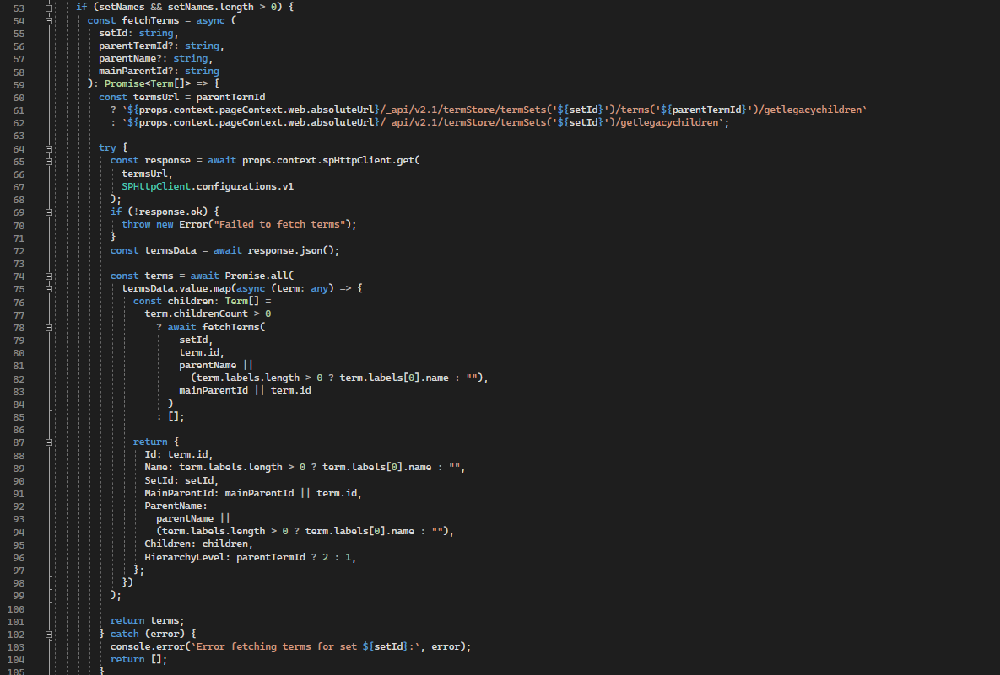 53 if (setNames && setNames.length > 0) {
54 const fetchTerms = async (
55 setId: string,
56 parentTermId?: string,
57 parentName?: string,
58 mainParentId?: string
59 ): Promise<Term[]> => {
60 const termsUrl = parentTermId
61 ? `${props.context.pageContext.web.absoluteUrl}/_api/v2.1/termStore/termSets('${setId}')/terms('${parentTermId}')/getlegacychildren`
62 : `${props.context.pageContext.web.absoluteUrl}/_api/v2.1/termStore/termSets('${setId}')/getlegacychildren`;
63
64 try {
65 const response = await props.context.spHttpClient.get(
66 termsUrl,
67 SPHttpClient.configurations.v1
68 );
69 if (!response.ok) {
70 throw new Error("Failed to fetch terms");
71 }
72 const termsData = await response.json();
73
74 const terms = await Promise.all(
75 termsData.value.map(async (term: any) => {
76 const children: Term[] =
77 term.childrenCount > 0
78 ? await fetchTerms(
79 setId,
80 term.id,
81 parentName ||
82 (term.labels.length > 0 ? term.labels[0].name : ""),
83 mainParentId || term.id
84 )
85 : [];
86
87 return {
88 Id: term.id,
89 Name: term.labels.length > 0 ? term.labels[0].name : "",
90 SetId: setId,
91 MainParentId: mainParentId || term.id,
92 ParentName:
93 parentName ||
94 (term.labels.length > 0 ? term.labels[0].name : ""),
95 Children: children,
96 HierarchyLevel: parentTermId ? 2 : 1,
97 };
98 })
99 );
100
101 return terms;
102 } catch (error) {
103 console.error(`Error fetching terms for set ${setId}:`, error);
104 return [];
105 }